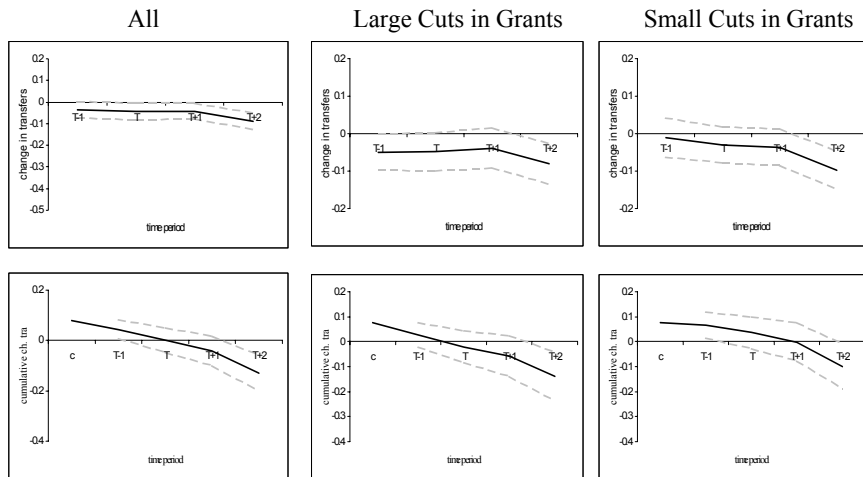 All
Large Cuts in Grants
Small Cuts in Grants
change in transfers
0.2
0.1
0
-0.1
-0.2
-0.3
-0.4
-0.5
T-1
T
T+1
T+2
time period
change in transfers
0.2
0.1
0
-0.1
-0.2
T-1
T
T+1
T+2
time period
change in transfers
0.2
0.1
0
-0.1
-0.2
T-1
T
T+1
T+2
time period
cumulative ch. tra
0.2
0
-0.2
-0.4
c
T-1
T
T+1
T+2
time period
cumulative ch. tra
0.2
0.1
0
-0.1
-0.2
-0.3
-0.4
c
T-1
T
T+1
T+2
time period
cumulative ch. tra
0.2
0.1
0
-0.1
-0.2
-0.3
-0.4
c
T-1
T
T+1
T+2
time period